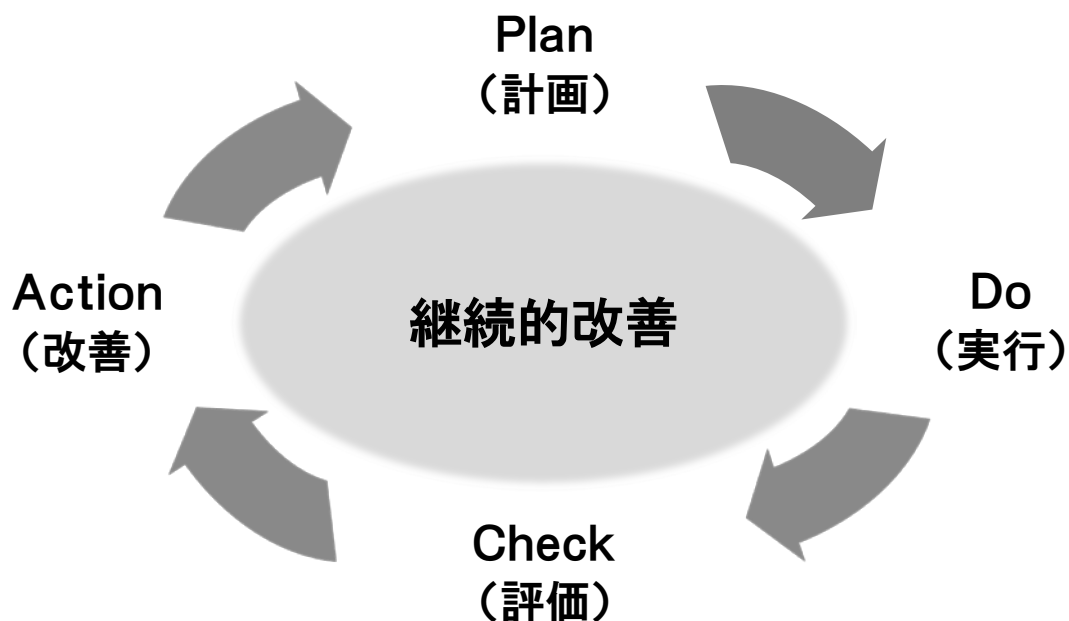 Plan
（計画）
Do
（実行）
Check
（評価）
Action
（改善）
継続的改善